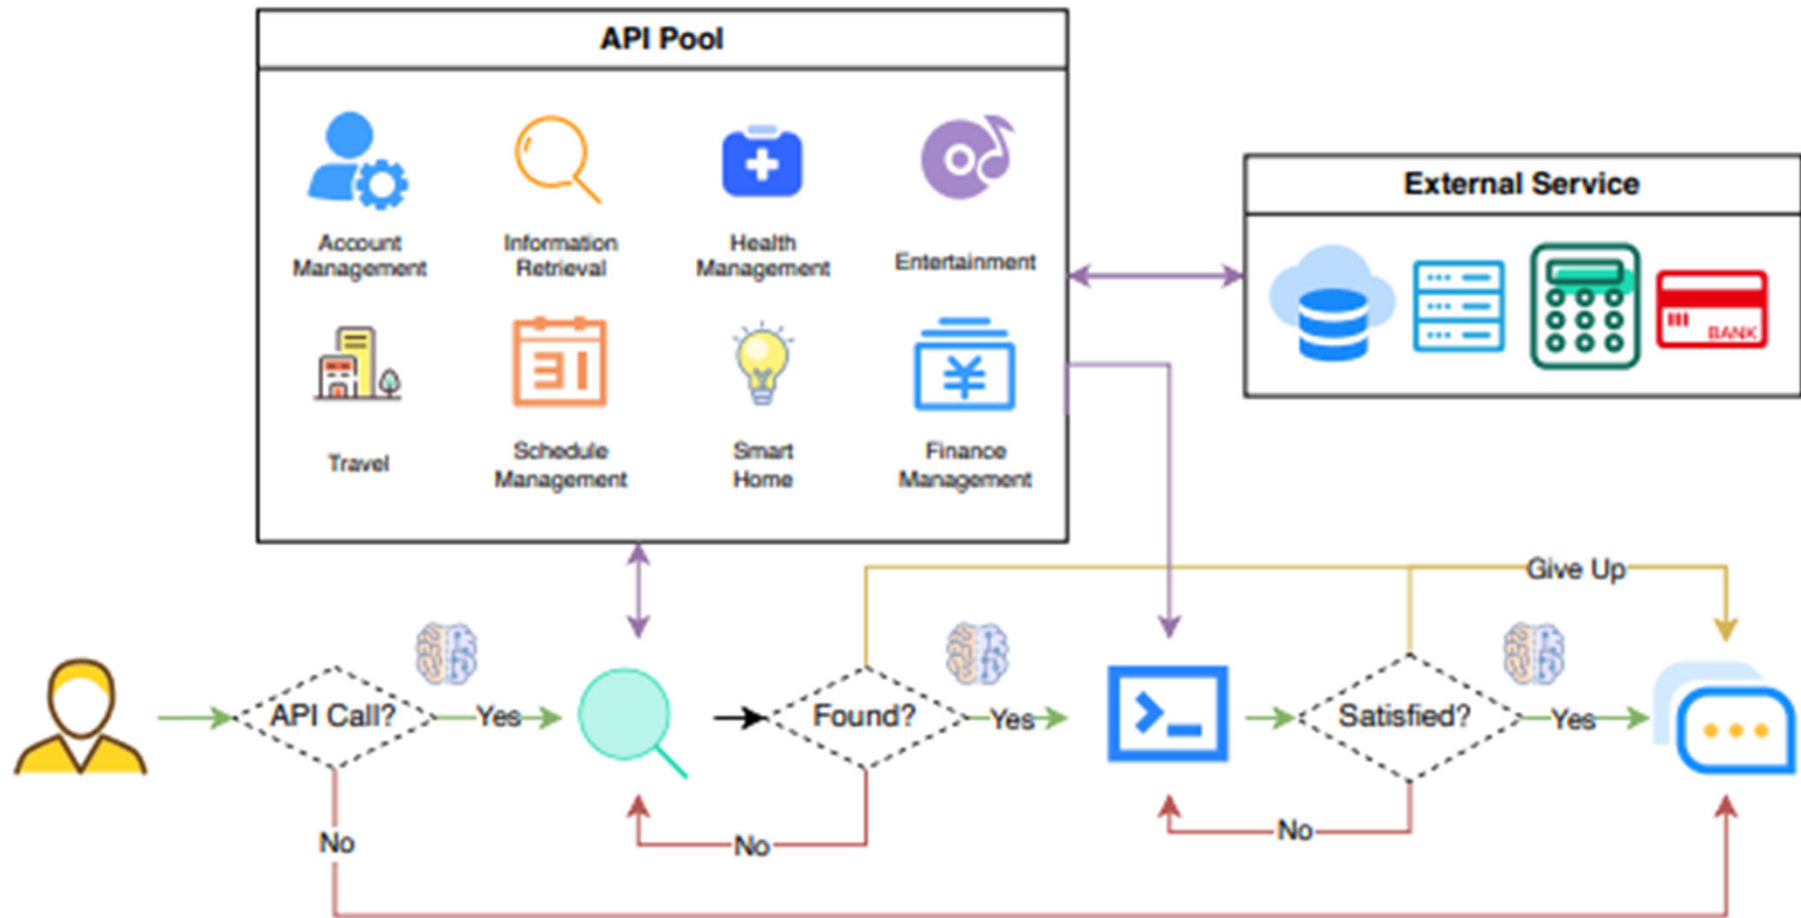 API Pool
Account
Management
Information
Retrieval
Health
Management
Entertainment
Travel
31
Schedule
Management
Smart
Home
¥
Finance
Management
External Service
BANK
Give Up
API Call?
Yes
Found?
Yes
>_
Satisfied?
Yes
No
No
No